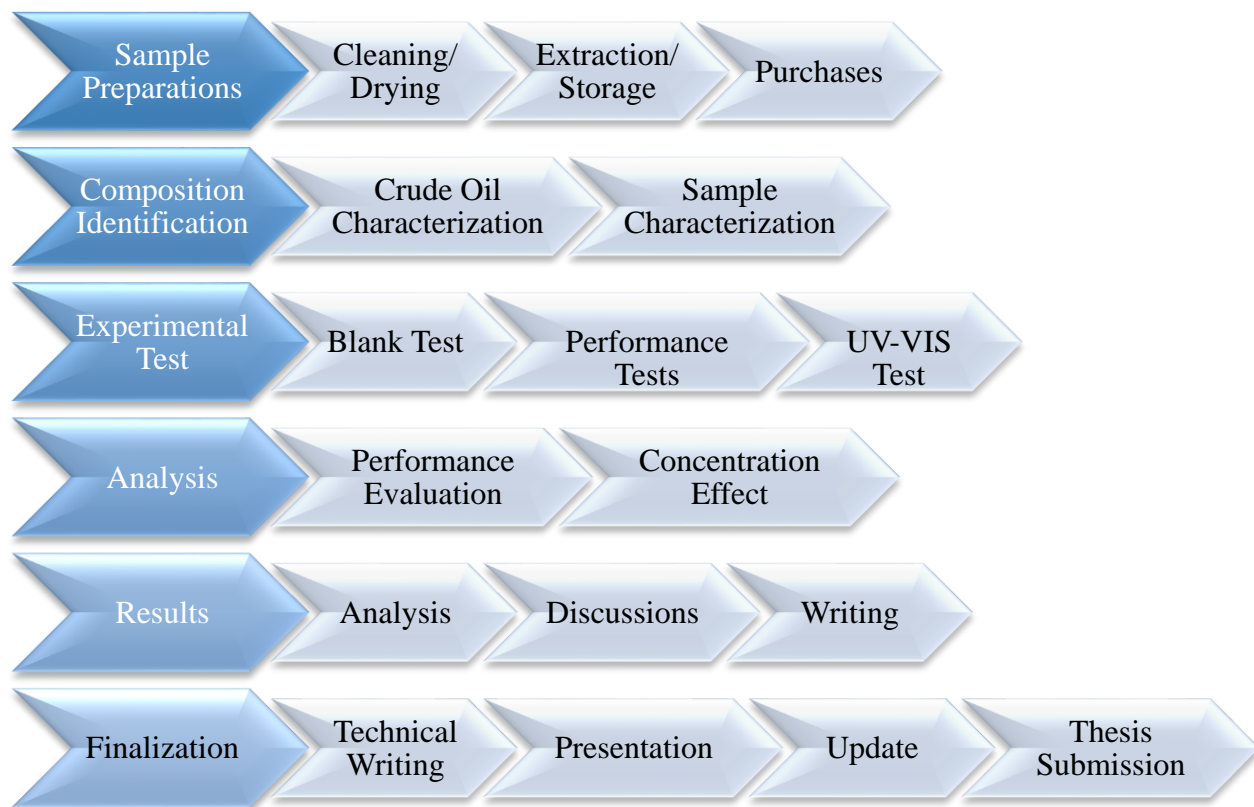 Sample
Preparations
Cleaning/
Drying
Extraction/
Storage
Purchases
Composition
Identification
Crude Oil
Characterization
Sample
Characterization
Experimental
Test
Blank Test
Performance
Tests
UV-VIS
Test
Analysis
Performance
Evaluation
Concentration
Effect
Results
Analysis
Discussions
Writing
Finalization
Technical
Writing
Presentation
Update
Thesis
Submission